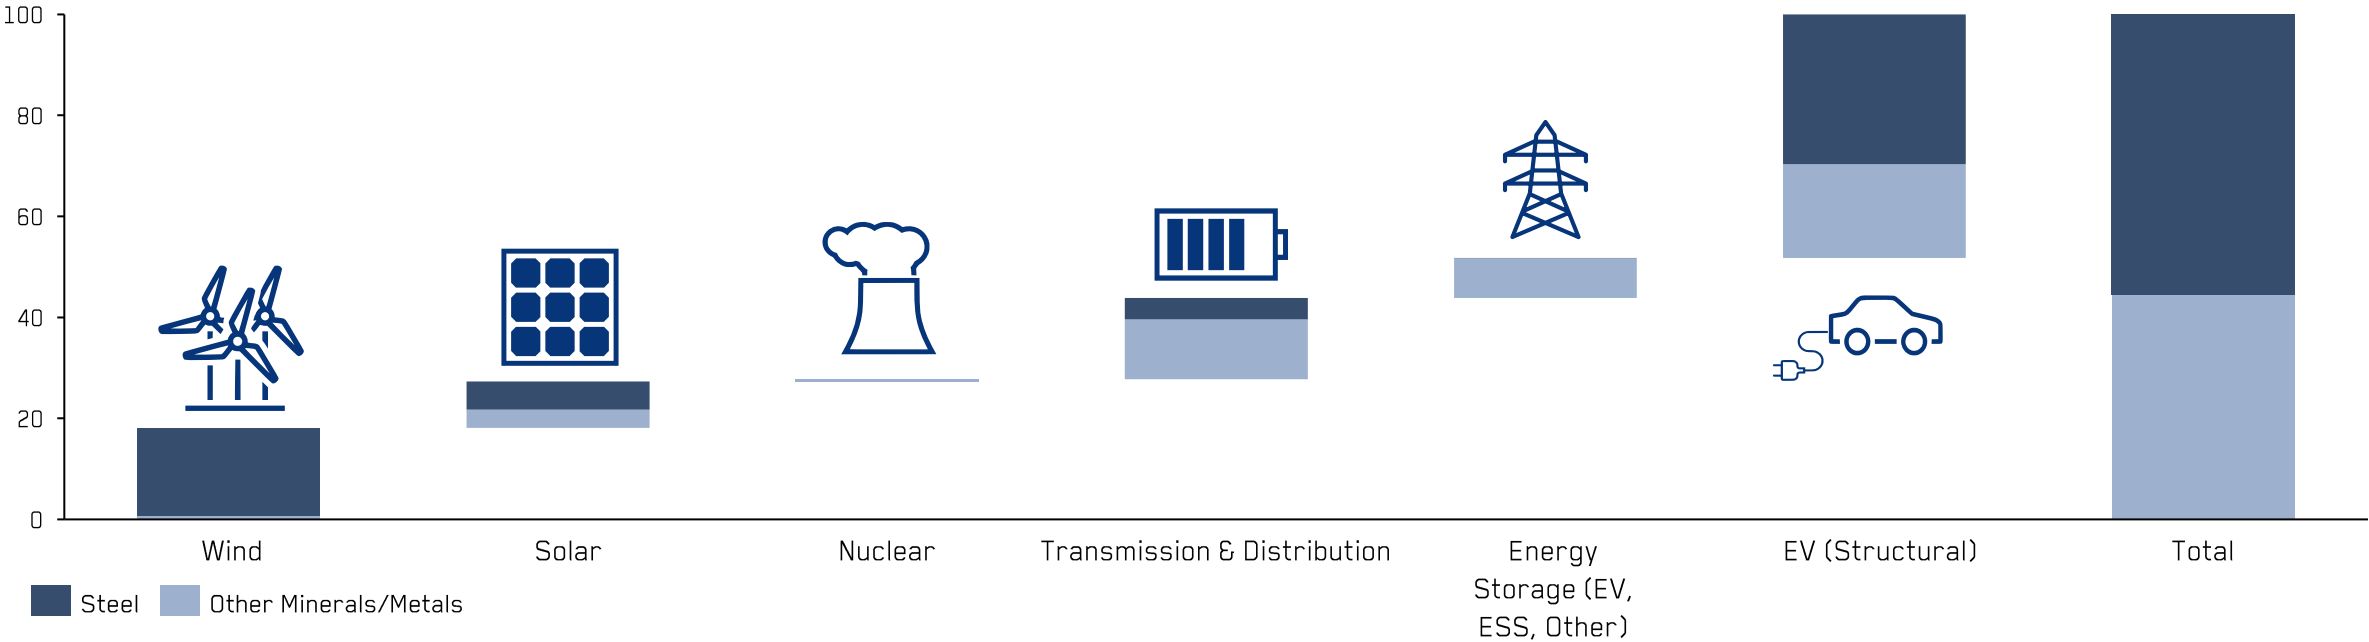 100
80
60
40
20
0
Wind
Solar
Nuclear
Transmission & Distribution
Energy
Storage (EV,
ESS, Other)
EV (Structural)
Total
Steel
Other Minerals/Metals